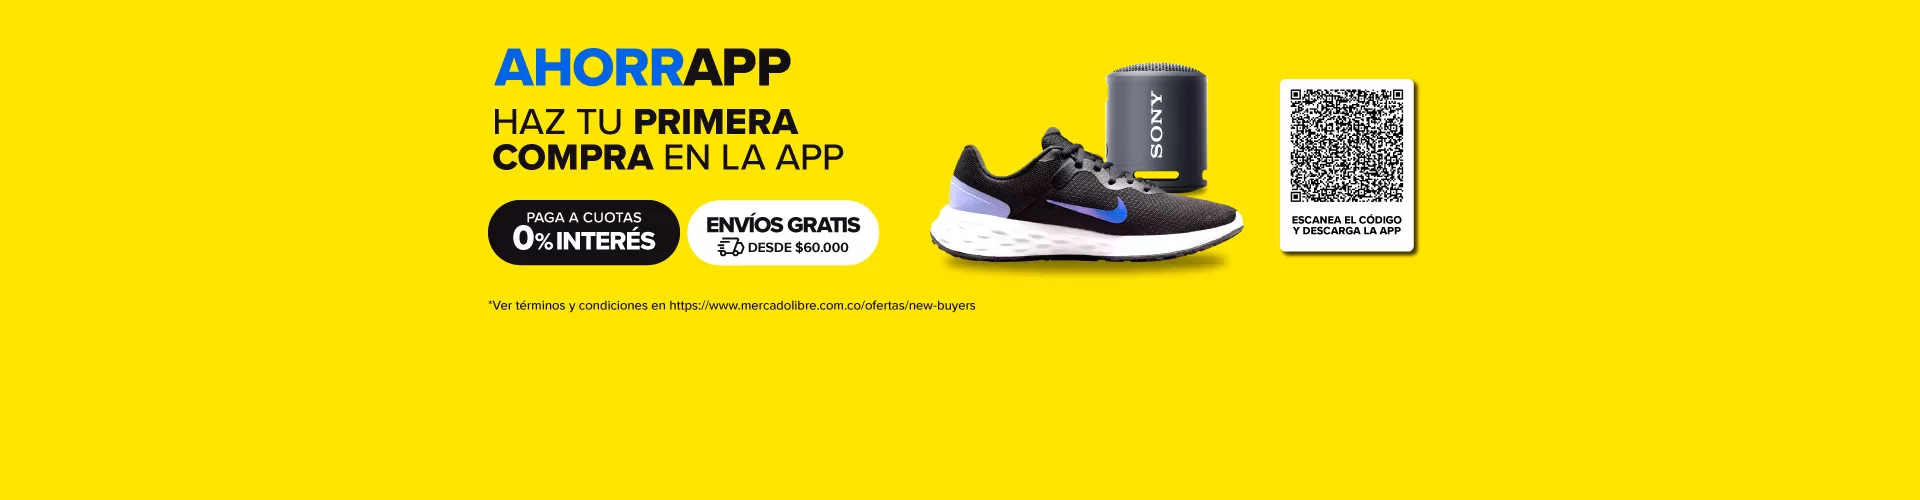 AHORRAPP
HAZ TU PRIMERA
COMPRA EN LA APP
PAGA A CUOTAS
0% INTERÉS
ENVÍOS GRATIS
DESDE $60.000
*Ver términos y condiciones en https://www.mercadolibre.com.co/ofertas/new-buyers
SONY
ESCANEA EL CÓDIGO
Y DESCARGA LA APP